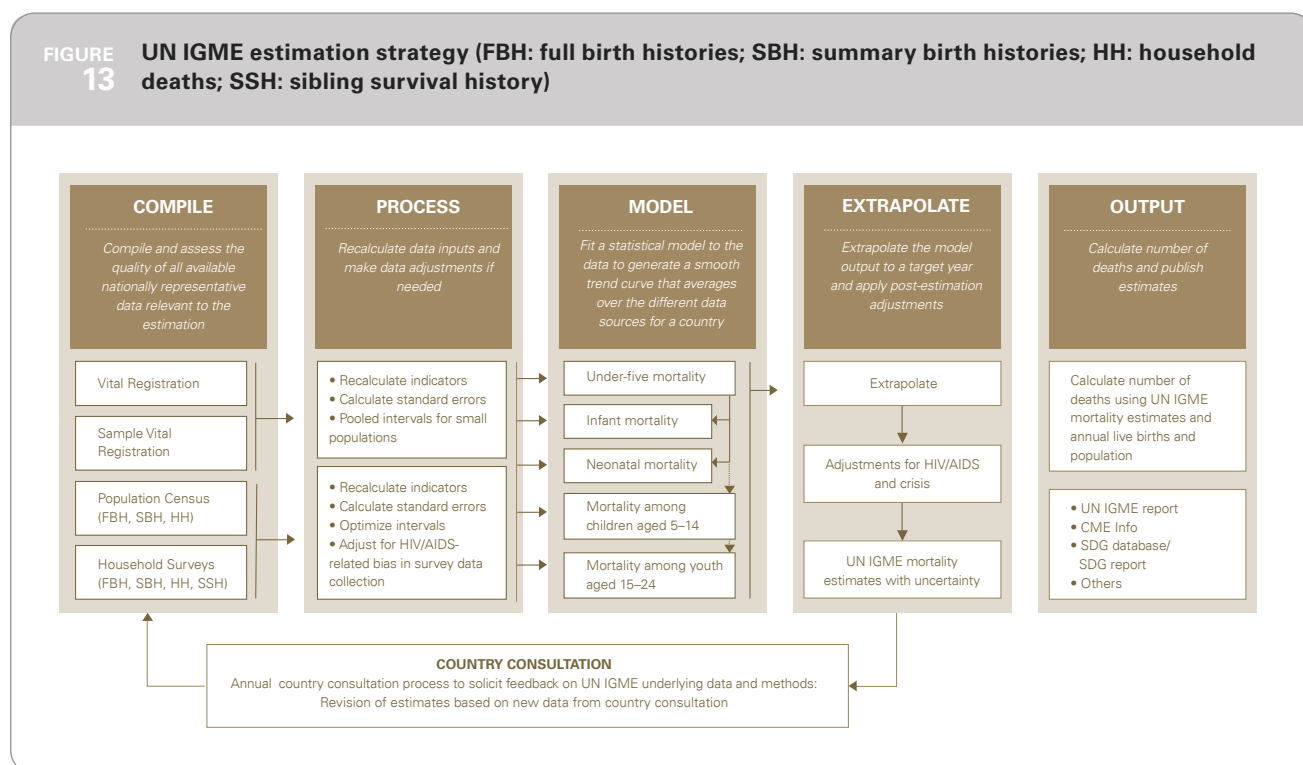 FIGURE
13
UN IGME estimation strategy (FBH: full birth histories; SBH: summary birth histories; HH: household
deaths; SSH: sibling survival history)
COMPILE
Compile and assess the
quality of all available
nationally representative
data relevant to the
estimation
Vital Registration
Sample Vital
Registration
Population Census
(FBH, SBH, HH)
Household Surveys
(FBH, SBH, HH, SSH)
PROCESS
Recalculate data inputs and
make data adjustments if
needed
• Recalculate indicators
• Calculate standard errors
• Pooled intervals for small
populations
• Recalculate indicators
• Calculate standard errors
• Optimize intervals
• Adjust for HIV/AIDS-
related bias in survey data
collection
MODEL
Fit a statistical model to the
data to generate a smooth
trend curve that averages
over the different data
sources for a country
Under-five mortality
Infant mortality
Neonatal mortality
Mortality among
children aged 5–14
Mortality among youth
aged 15–24
EXTRAPOLATE
Extrapolate the model
output to a target year
and apply post-estimation
adjustments
Extrapolate
Adjustments for HIV/AIDS
and crisis
UN IGME mortality
estimates with uncertainty
OUTPUT
Calculate number of
deaths and publish
estimates
Calculate number of
deaths using UN IGME
mortality estimates and
annual live births and
population
• UN IGME report
• CME Info
• SDG database/
SDG report
• Others
COUNTRY CONSULTATION
Annual country consultation process to solicit feedback on UN IGME underlying data and methods:
Revision of estimates based on new data from country consultation